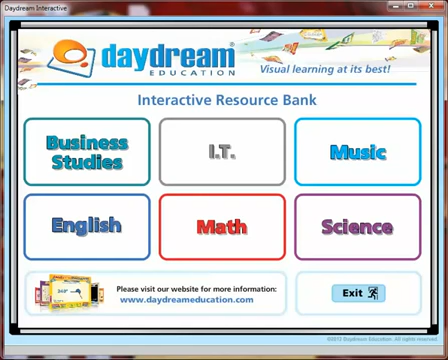 Daydream Interactive
daydream®
EDUCATION
Visual learning at its best!
Interactive Resource Bank
Business
Studies
I.T.
Music
English
Math
Science
Please visit our website for more information:
www.daydreameducation.com
Exit
©2012 Daydream Education. All rights reserved.